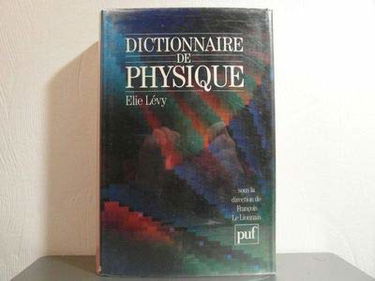 DICTIONNAIRE
DE
PHYSIQUE
Elie Lévy
sous la
direction de
François
Le Lionnais
puf